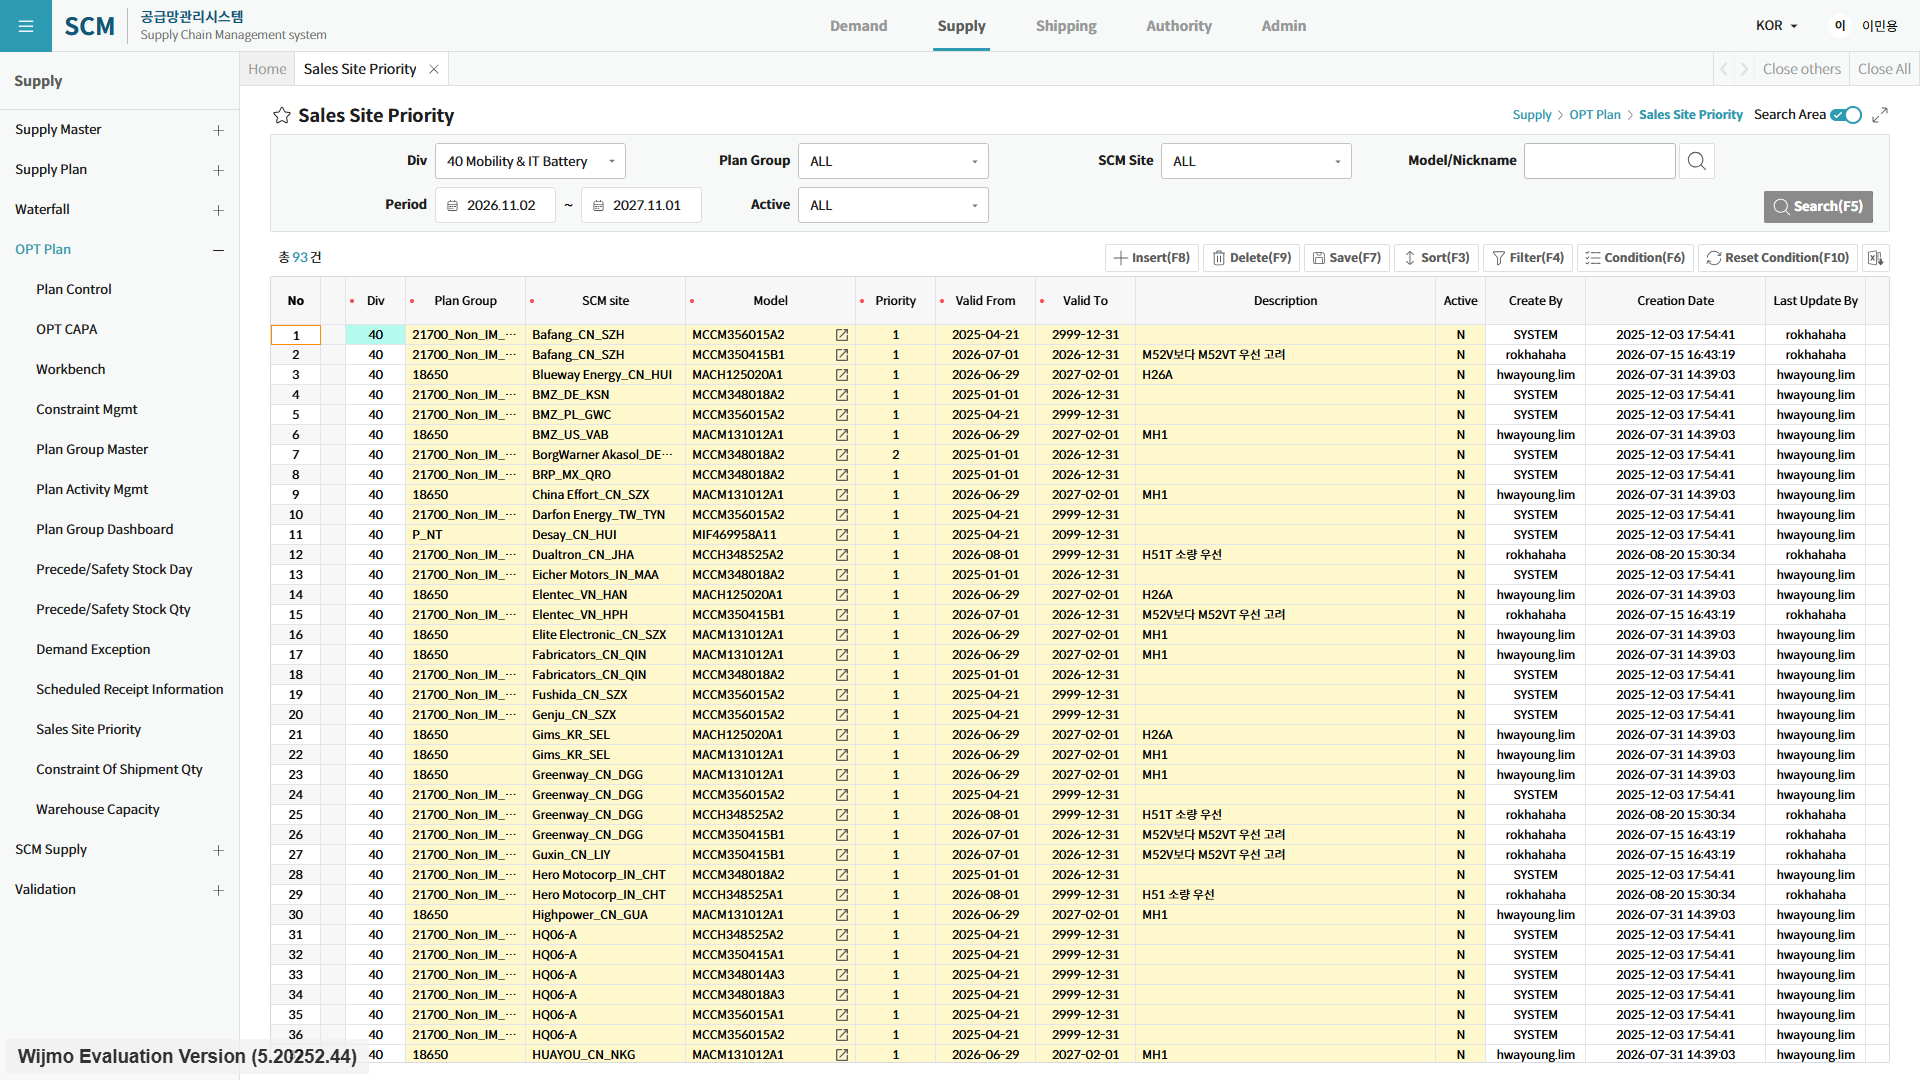 SCM 공급망관리시스템 Supply Chain Management system
Demand Supply Shipping Authority Admin
KOR 이 이민용
Supply
Home Sales Site Priority Close others Close All
Supply Master
Supply Plan
Waterfall
OPT Plan
Plan Control
OPT CAPA
Workbench
Constraint Mgmt
Plan Group Master
Plan Activity Mgmt
Plan Group Dashboard
Precede/Safety Stock Day
Precede/Safety Stock Qty
Demand Exception
Scheduled Receipt Information
Sales Site Priority
Constraint Of Shipment Qty
Warehouse Capacity
SCM Supply
Validation
Sales Site Priority
Supply > OPT Plan > Sales Site Priority Search Area
Div 40 Mobility & IT Battery Plan Group ALL SCM Site ALL Model/Nickname
Period 2026.11.02 ~ 2027.11.01 Active ALL Search(F5)
총 93 건
Insert(F8) Delete(F9) Save(F7) Sort(F3) Filter(F4) Condition(F6) Reset Condition(F10)
No Div Plan Group SCM site Model Priority Valid From Valid To Description Active Create By Creation Date Last Update By
1 40 21700_Non_IM_··· Bafang_CN_SZH MCCM356015A2 1 2025-04-21 2999-12-31 N SYSTEM 2025-12-03 17:54:41 rokhahaha
2 40 21700_Non_IM_··· Bafang_CN_SZH MCCM350415B1 1 2026-07-01 2026-12-31 M52V보다 M52VT 우선 고려 N rokhahaha 2026-07-15 16:43:19 rokhahaha
3 40 18650 Blueway Energy_CN_HUI MACH125020A1 1 2026-06-29 2027-02-01 H26A N hwayoung.lim 2026-07-31 14:39:03 hwayoung.lim
4 40 21700_Non_IM_··· BMZ_DE_KSN MCCM348018A2 1 2025-01-01 2026-12-31 N SYSTEM 2025-12-03 17:54:41 hwayoung.lim
5 40 21700_Non_IM_··· BMZ_PL_GWC MCCM356015A2 1 2025-04-21 2999-12-31 N SYSTEM 2025-12-03 17:54:41 hwayoung.lim
6 40 18650 BMZ_US_VAB MACM131012A1 1 2026-06-29 2027-02-01 MH1 N hwayoung.lim 2026-07-31 14:39:03 hwayoung.lim
7 40 21700_Non_IM_··· BorgWarner Akasol_DE··· MCCM348018A2 2 2025-01-01 2026-12-31 N SYSTEM 2025-12-03 17:54:41 hwayoung.lim
8 40 21700_Non_IM_··· BRP_MX_QRO MCCM348018A2 1 2025-01-01 2026-12-31 N SYSTEM 2025-12-03 17:54:41 hwayoung.lim
9 40 18650 China Effort_CN_SZX MACM131012A1 1 2026-06-29 2027-02-01 MH1 N hwayoung.lim 2026-07-31 14:39:03 hwayoung.lim
10 40 21700_Non_IM_··· Darfon Energy_TW_TYN MCCM356015A2 1 2025-04-21 2999-12-31 N SYSTEM 2025-12-03 17:54:41 hwayoung.lim
11 40 P_NT Desay_CN_HUI MIF469958A11 1 2025-04-21 2099-12-31 N SYSTEM 2025-12-03 17:54:41 hwayoung.lim
12 40 21700_Non_IM_··· Dualtron_CN_JHA MCCH348525A2 1 2026-08-01 2999-12-31 H51T 소량 우선 N rokhahaha 2026-08-20 15:30:34 rokhahaha
13 40 21700_Non_IM_··· Eicher Motors_IN_MAA MCCM348018A2 1 2025-01-01 2026-12-31 N SYSTEM 2025-12-03 17:54:41 hwayoung.lim
14 40 18650 Elentec_VN_HAN MACH125020A1 1 2026-06-29 2027-02-01 H26A N hwayoung.lim 2026-07-31 14:39:03 hwayoung.lim
15 40 21700_Non_IM_··· Elentec_VN_HPH MCCM350415B1 1 2026-07-01 2026-12-31 M52V보다 M52VT 우선 고려 N rokhahaha 2026-07-15 16:43:19 rokhahaha
16 40 18650 Elite Electronic_CN_SZX MACM131012A1 1 2026-06-29 2027-02-01 MH1 N hwayoung.lim 2026-07-31 14:39:03 hwayoung.lim
17 40 18650 Fabricators_CN_QIN MACM131012A1 1 2026-06-29 2027-02-01 MH1 N hwayoung.lim 2026-07-31 14:39:03 hwayoung.lim
18 40 21700_Non_IM_··· Fabricators_CN_QIN MCCM348018A2 1 2025-01-01 2026-12-31 N SYSTEM 2025-12-03 17:54:41 hwayoung.lim
19 40 21700_Non_IM_··· Fushida_CN_SZX MCCM356015A2 1 2025-04-21 2999-12-31 N SYSTEM 2025-12-03 17:54:41 hwayoung.lim
20 40 21700_Non_IM_··· Genju_CN_SZX MCCM356015A2 1 2025-04-21 2999-12-31 N SYSTEM 2025-12-03 17:54:41 hwayoung.lim
21 40 18650 Gims_KR_SEL MACH125020A1 1 2026-06-29 2027-02-01 H26A N hwayoung.lim 2026-07-31 14:39:03 hwayoung.lim
22 40 18650 Gims_KR_SEL MACM131012A1 1 2026-06-29 2027-02-01 MH1 N hwayoung.lim 2026-07-31 14:39:03 hwayoung.lim
23 40 18650 Greenway_CN_DGG MACM131012A1 1 2026-06-29 2027-02-01 MH1 N hwayoung.lim 2026-07-31 14:39:03 hwayoung.lim
24 40 21700_Non_IM_··· Greenway_CN_DGG MCCM356015A2 1 2025-04-21 2999-12-31 N SYSTEM 2025-12-03 17:54:41 hwayoung.lim
25 40 21700_Non_IM_··· Greenway_CN_DGG MCCH348525A2 1 2026-08-01 2999-12-31 H51T 소량 우선 N rokhahaha 2026-08-20 15:30:34 rokhahaha
26 40 21700_Non_IM_··· Greenway_CN_DGG MCCM350415B1 1 2026-07-01 2026-12-31 M52V보다 M52VT 우선 고려 N rokhahaha 2026-07-15 16:43:19 rokhahaha
27 40 21700_Non_IM_··· Guxin_CN_LIY MCCM350415B1 1 2026-07-01 2026-12-31 M52V보다 M52VT 우선 고려 N rokhahaha 2026-07-15 16:43:19 rokhahaha
28 40 21700_Non_IM_··· Hero Motocorp_IN_CHT MCCM348018A2 1 2025-01-01 2026-12-31 N SYSTEM 2025-12-03 17:54:41 hwayoung.lim
29 40 21700_Non_IM_··· Hero Motocorp_IN_CHT MCCH348525A1 1 2026-08-01 2999-12-31 H51 소량 우선 N rokhahaha 2026-08-20 15:30:34 rokhahaha
30 40 18650 Highpower_CN_GUA MACM131012A1 1 2026-06-29 2027-02-01 MH1 N hwayoung.lim 2026-07-31 14:39:03 hwayoung.lim
31 40 21700_Non_IM_··· HQ06-A MCCH348525A2 1 2025-04-21 2999-12-31 N SYSTEM 2025-12-03 17:54:41 hwayoung.lim
32 40 21700_Non_IM_··· HQ06-A MCCM350415A1 1 2025-04-21 2999-12-31 N SYSTEM 2025-12-03 17:54:41 hwayoung.lim
33 40 21700_Non_IM_··· HQ06-A MCCM348014A3 1 2025-04-21 2999-12-31 N SYSTEM 2025-12-03 17:54:41 hwayoung.lim
34 40 21700_Non_IM_··· HQ06-A MCCM348018A3 1 2025-04-21 2999-12-31 N SYSTEM 2025-12-03 17:54:41 hwayoung.lim
35 40 21700_Non_IM_··· HQ06-A MCCM356015A1 1 2025-04-21 2999-12-31 N SYSTEM 2025-12-03 17:54:41 hwayoung.lim
36 40 21700_Non_IM_··· HQ06-A MCCM356015A2 1 2025-04-21 2999-12-31 N SYSTEM 2025-12-03 17:54:41 hwayoung.lim
40 18650 HUAYOU_CN_NKG MACM131012A1 1 2026-06-29 2027-02-01 MH1 N hwayoung.lim 2026-07-31 14:39:03 hwayoung.lim
Wijmo Evaluation Version (5.20252.44)